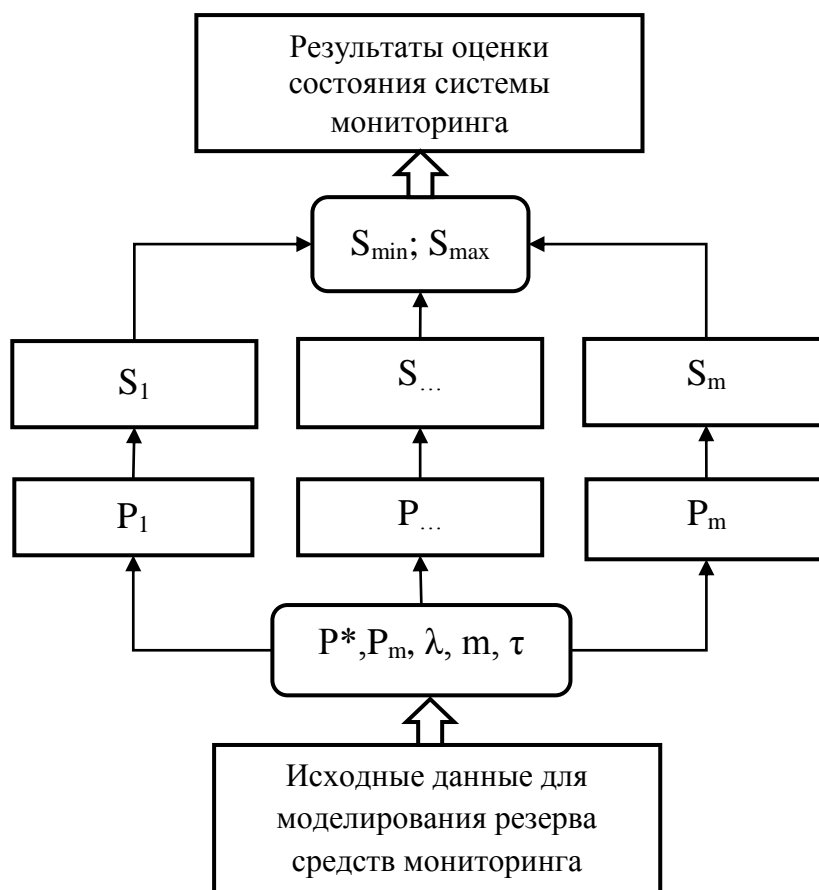 Результаты оценки
состояния системы
мониторинга
Smin; Smax
S1
S...
Sm
P1
P...
Pm
P*,Pm, λ, m, τ
Исходные данные для
моделирования резерва
средств мониторинга